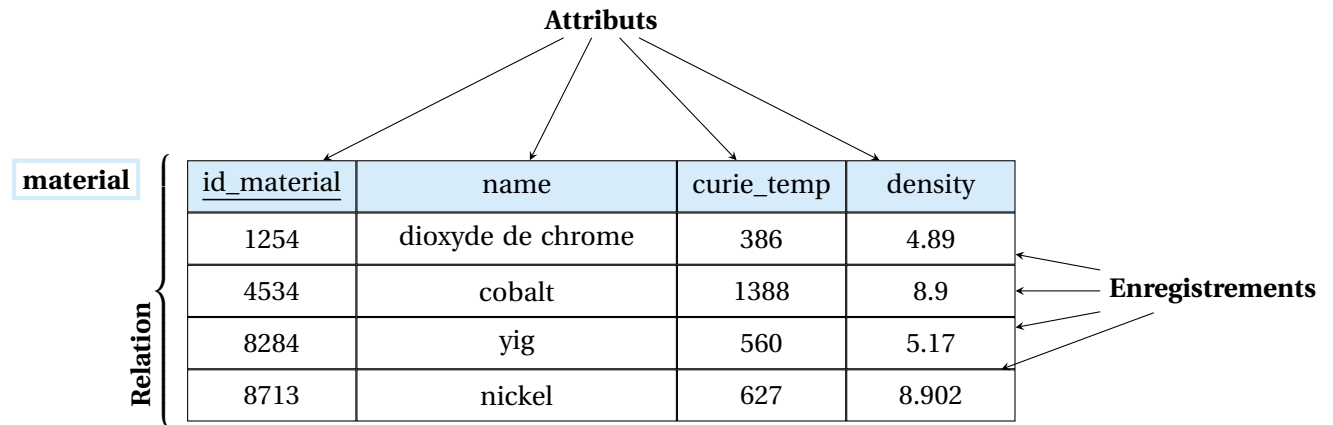 Attributs
material
id_material name curie_temp density
1254 dioxyde de chrome 386 4.89
4534 cobalt 1388 8.9
8284 yig 560 5.17
8713 nickel 627 8.902
Relation
Enregistrements